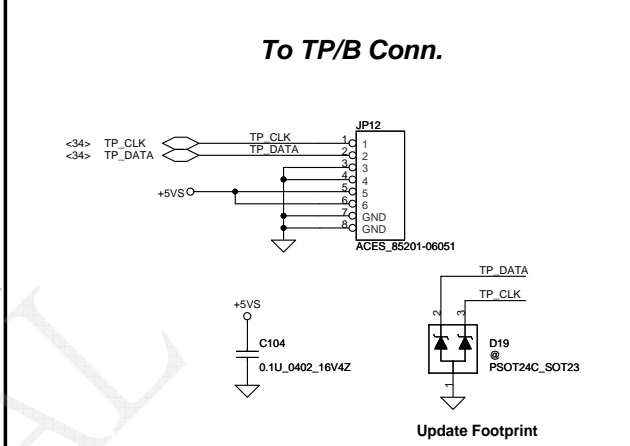 To TP/B Conn.
JP12
<34> TP_CLK TP_CLK 1 1
<34> TP_DATA TP_DATA 2 2
3 3
4 4
+5VS 5 5
6 6
7 GND
8 GND
ACES_85201-06051
+5VS
C104
0.1U_0402_16V4Z
TP_DATA
TP_CLK
2 3
D19
@
PSOT24C_SOT23
1
Update Footprint
AL